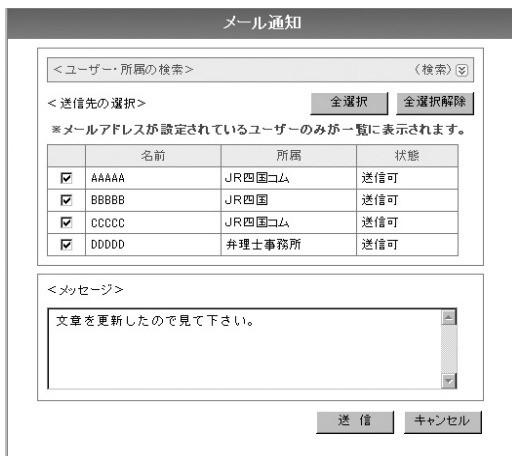 メール通知
<ユーザー・所属の検索> (検索)
<送信先の選択> 全選択 全選択解除
※メールアドレスが設定されているユーザーのみが一覧に表示されます。
名前 所属 状態
AAAAA JR四国コム 送信可
BBBBB JR四国 送信可
CCCCC JR四国コム 送信可
DDDDD 弁理士事務所 送信可
<メッセージ>
文章を更新したので見て下さい。
送 信 キャンセル